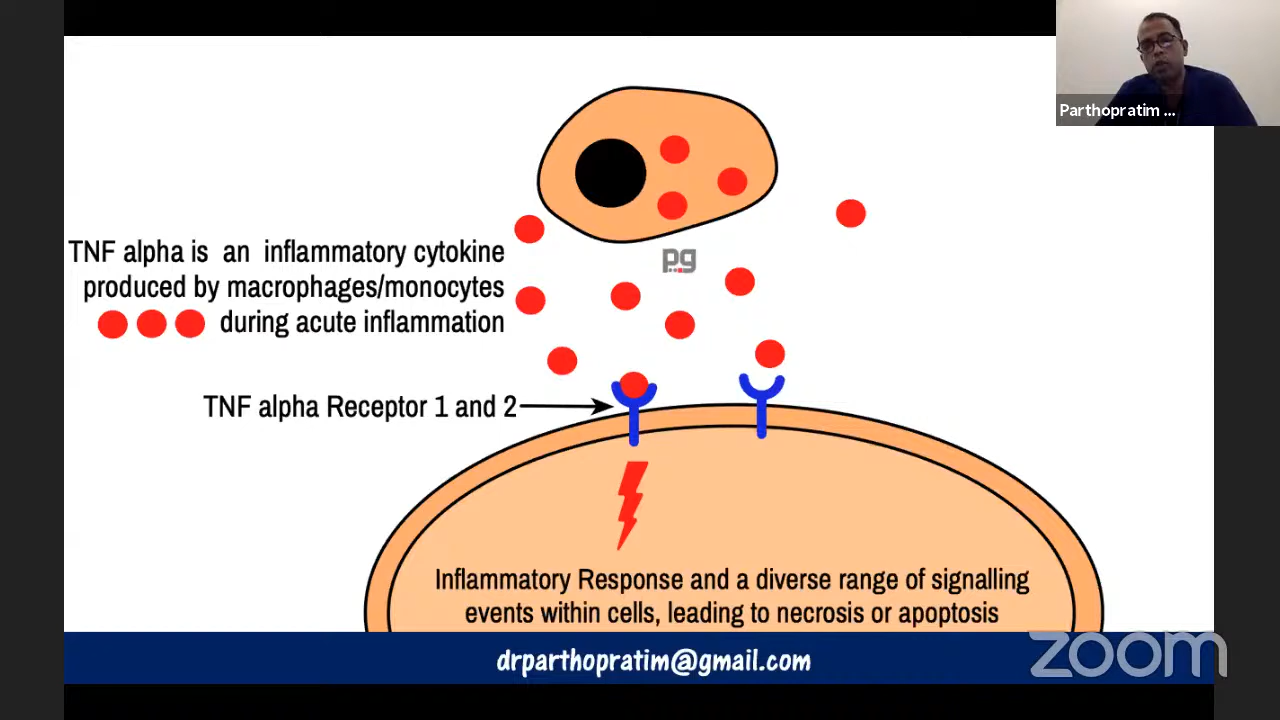 Parthopratim ...
TNF alpha is an inflammatory cytokine
produced by macrophages/monocytes
during acute inflammation
pg
TNF alpha Receptor 1 and 2
Inflammatory Response and a diverse range of signalling
events within cells, leading to necrosis or apoptosis
drparthopratim@gmail.com
zoom